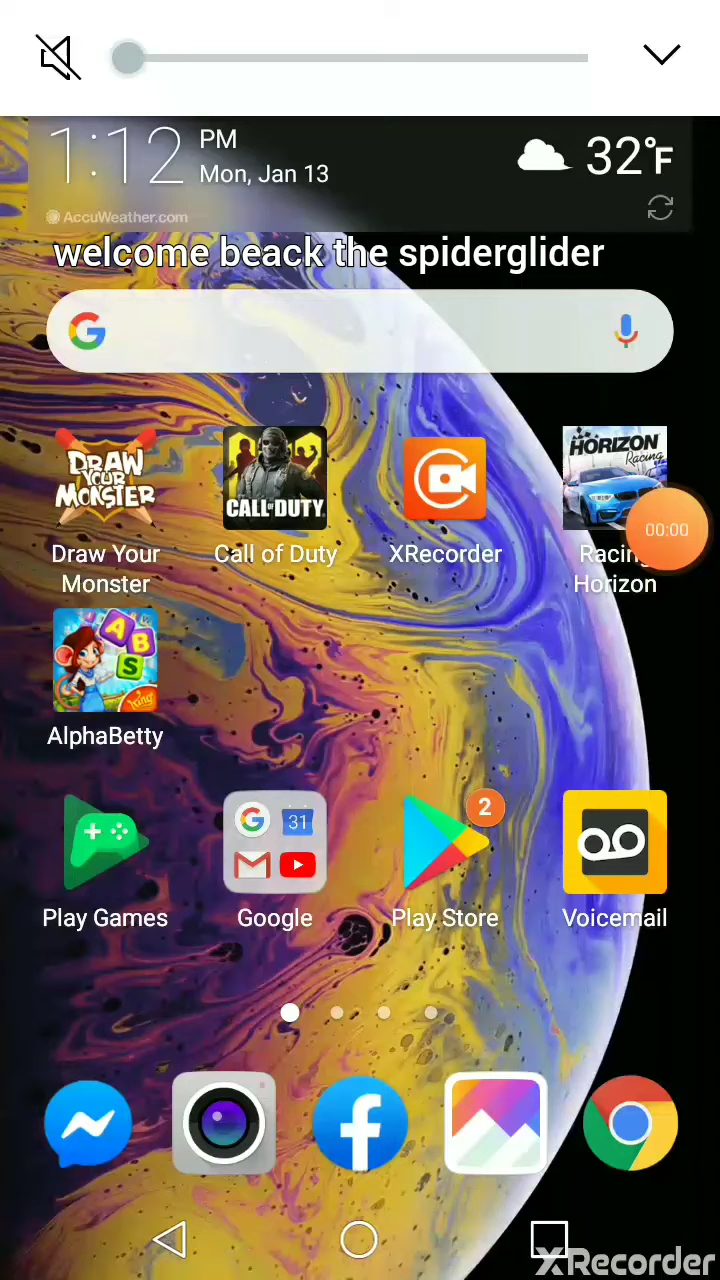 1:12 PM
Mon, Jan 13
32°F
AccuWeather.com
welcome beack the spiderglider
G
DRAW
YOUR
MONSTER
CALL OF DUTY
HORIZON
Racing
00:00
Draw Your
Monster
Call of Duty
XRecorder
Racing
Horizon
A
B
S
King
AlphaBetty
G
31
2
Play Games
Google
Play Store
Voicemail
f
XRecorder